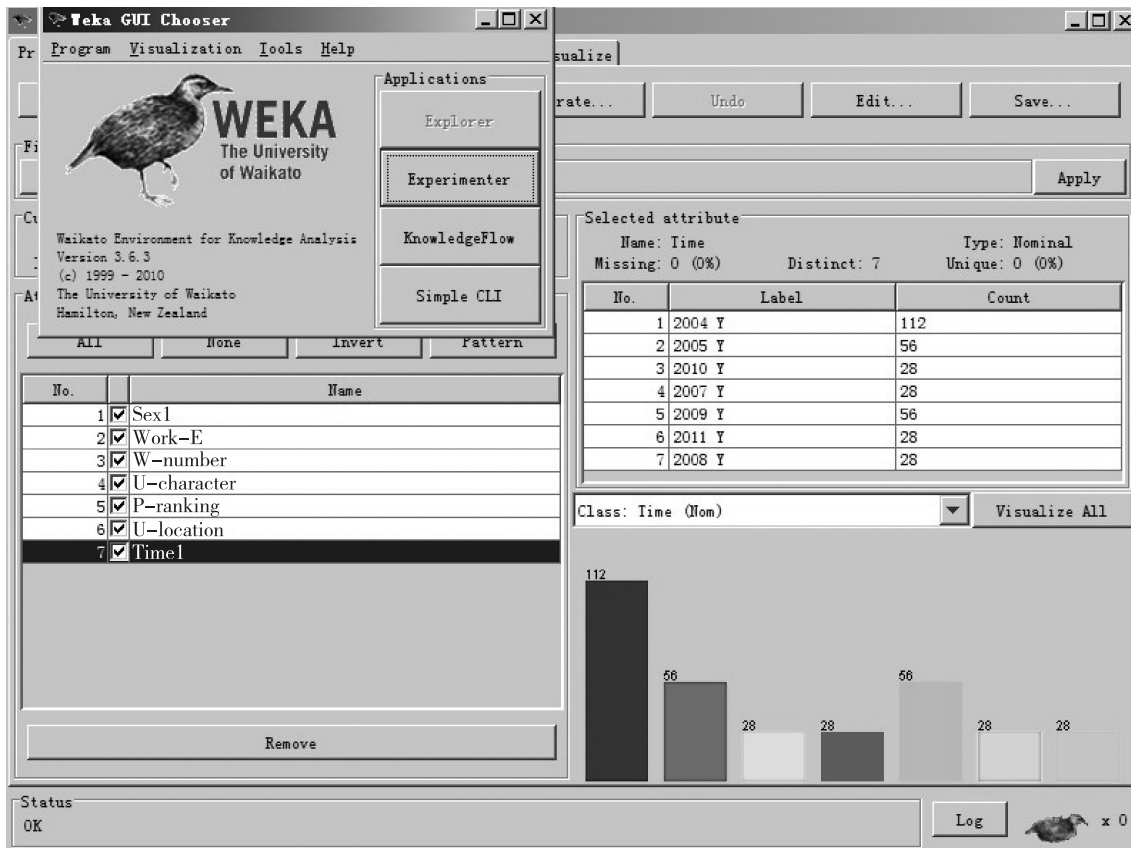 Weka GUI Chooser
Program Visualization Tools Help
WEKA
The University
of Waikato
Waikato Environment for Knowledge Analysis
Version 3.6.3
(c) 1999 - 2010
The University of Waikato
Hamilton, New Zealand
Applications
Explorer
Experimenter
KnowledgeFlow
Simple CLI
Pr
sualize
rate... Undo Edit... Save...
Fi
Apply
Cu
At
All None Invert Pattern
No. Name
1 Sex1
2 Work-E
3 W-number
4 U-character
5 P-ranking
6 U-location
7 Time1
Remove
Selected attribute
Name: Time Type: Nominal
Missing: 0 (0%) Distinct: 7 Unique: 0 (0%)
No. Label Count
1 2004 Y 112
2 2005 Y 56
3 2010 Y 28
4 2007 Y 28
5 2009 Y 56
6 2011 Y 28
7 2008 Y 28
Class: Time (Nom) Visualize All
112
56 56
28 28 28 28
Status
OK
Log x 0